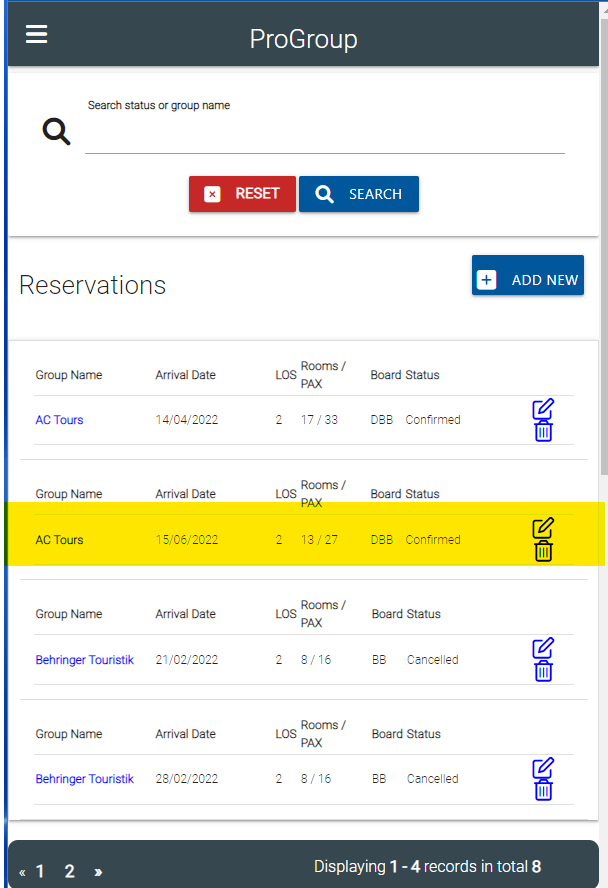 ProGroup
Search status or group name
RESET SEARCH
Reservations
ADD NEW
Group Name Arrival Date LOS Rooms / PAX Board Status
AC Tours 14/04/2022 2 17 / 33 DBB Confirmed
Group Name Arrival Date LOS Rooms / PAX Board Status
AC Tours 15/06/2022 2 13 / 27 DBB Confirmed
Group Name Arrival Date LOS Rooms / PAX Board Status
Behringer Touristik 21/02/2022 2 8 / 16 BB Cancelled
Group Name Arrival Date LOS Rooms / PAX Board Status
Behringer Touristik 28/02/2022 2 8 / 16 BB Cancelled
« 1 2 » Displaying 1 - 4 records in total 8